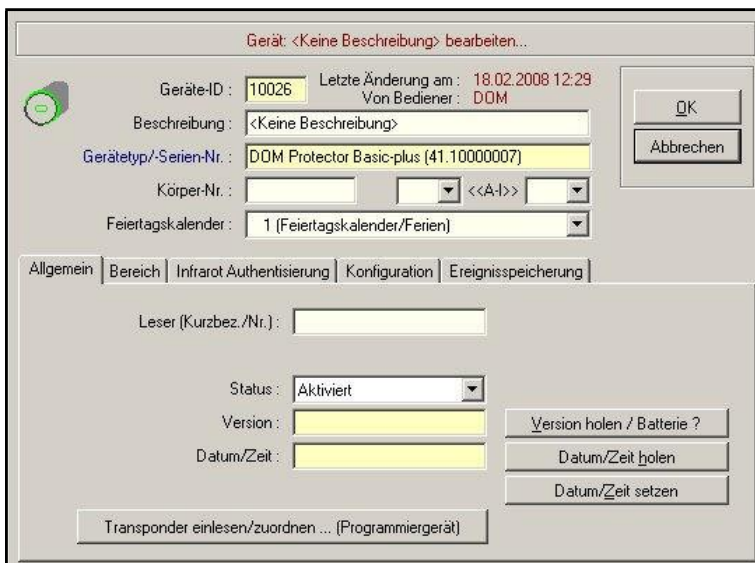 Gerät: <Keine Beschreibung> bearbeiten...
Geräte-ID : 10026 Letzte Änderung am : 18.02.2008 12:29
Von Bediener : DOM
OK
Beschreibung : <Keine Beschreibung>
Abbrechen
Gerätetyp/-Serien-Nr. : DOM Protector Basic-plus (41.10000007)
Körper-Nr. : <<A-I>>
Feiertagskalender : 1 (Feiertagskalender/Ferien)
Allgemein Bereich Infrarot Authentisierung Konfiguration Ereignisspeicherung
Leser (Kurzbez./Nr.) :
Status : Aktiviert
Version : Version holen / Batterie ?
Datum/Zeit : Datum/Zeit holen
Datum/Zeit setzen
Transponder einlesen/zuordnen ... (Programmiergerät)